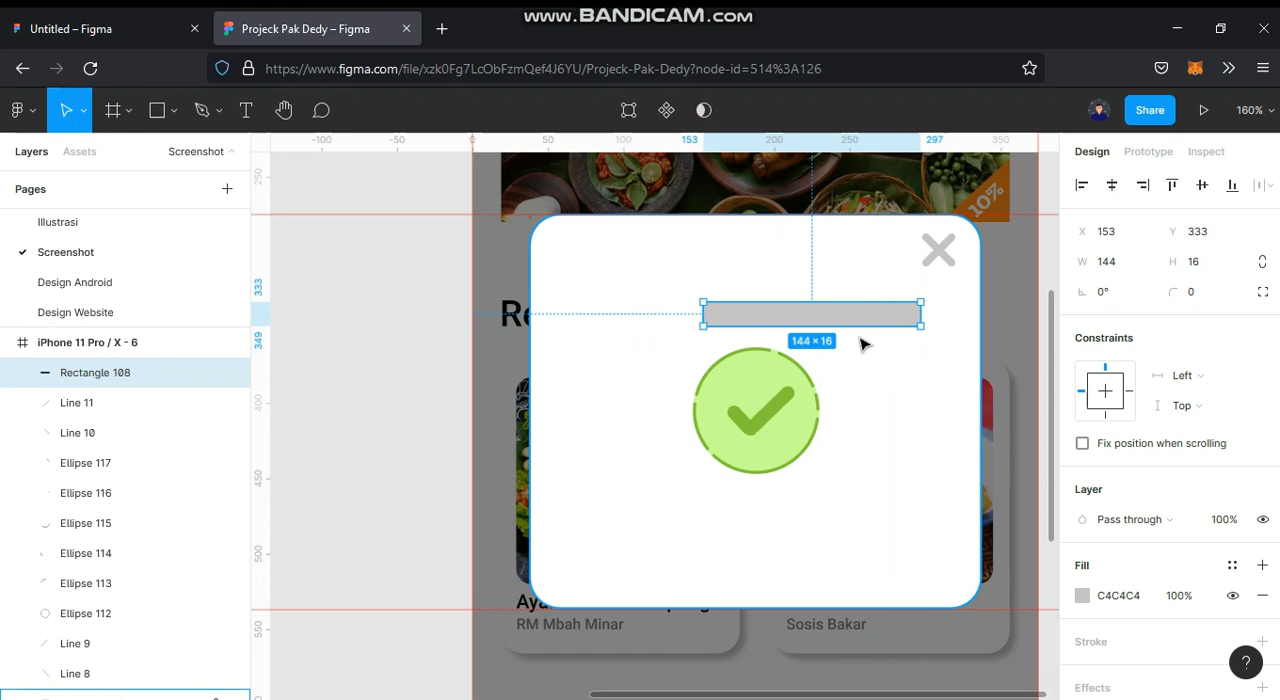 www.BANDICAM.com
Untitled – Figma
Projeck Pak Dedy – Figma
https://www.figma.com/file/xzk0Fg7LcObFzmQef4J6YU/Projeck-Pak-Dedy?node-id=514%3A126
Share
160%
Layers
Assets
Screenshot
Pages
Illustrasi
Screenshot
Design Android
Design Website
iPhone 11 Pro / X - 6
Rectangle 108
Line 11
Line 10
Ellipse 117
Ellipse 116
Ellipse 115
Ellipse 114
Ellipse 113
Ellipse 112
Line 9
Line 8
-100 -50 0 50 100 153 200 250 297 350
250
333
349
400
450
500
550
10%
Re
144 × 16
Aya
RM Mbah Minar
Sosis Bakar
Design
Prototype
Inspect
X 153 Y 333
W 144 H 16
0° 0
Constraints
Left
Top
Fix position when scrolling
Layer
Pass through 100%
Fill
C4C4C4 100%
Stroke
Effects
?